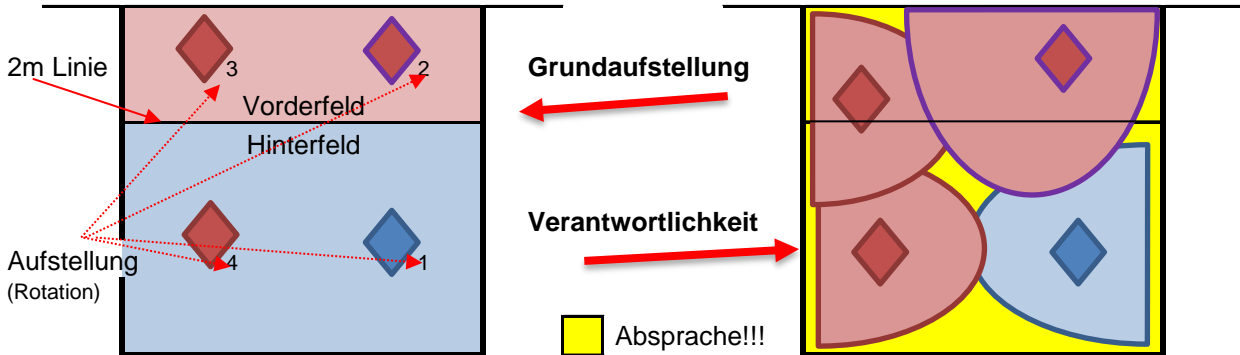 3
2
2m Linie
Vorderfeld
Hinterfeld
4
1
Aufstellung
(Rotation)
Grundaufstellung
Verantwortlichkeit
Absprache!!!